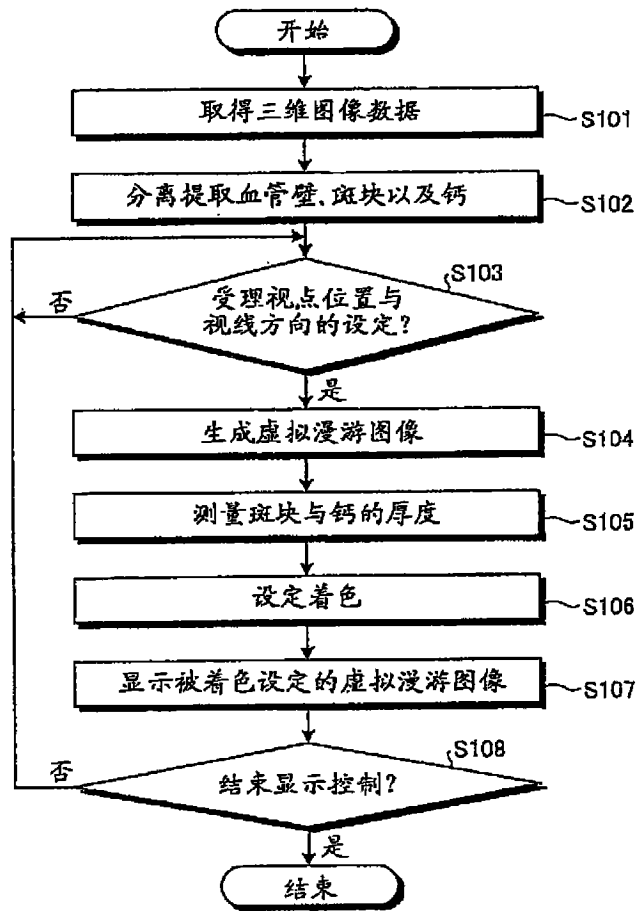 开始
取得三维图像数据
S101
分离提取血管壁、斑块以及钙
S102
S103
受理视点位置与
视线方向的设定?
否
是
生成虚拟漫游图像
S104
测量斑块与钙的厚度
S105
设定着色
S106
显示被着色设定的虚拟漫游图像
S107
S108
结束显示控制?
否
是
结束